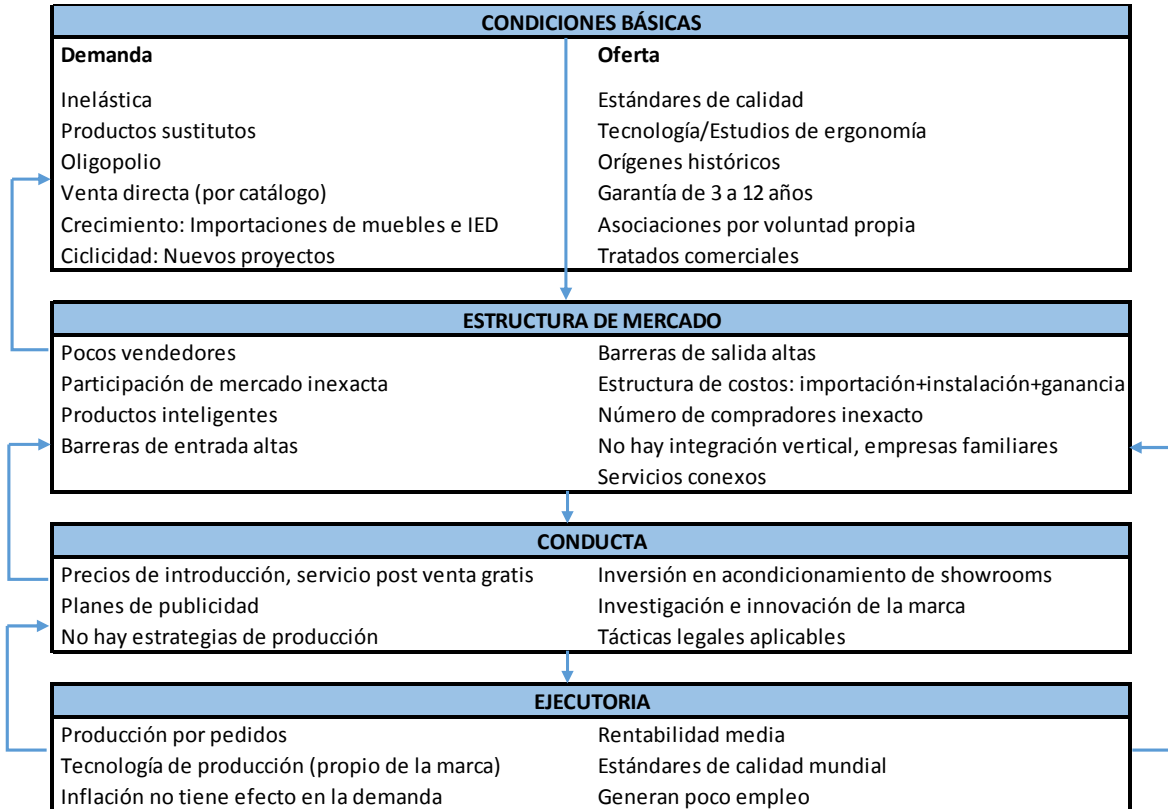 CONDICIONES BÁSICAS
Demanda Oferta
Inelástica Estándares de calidad
Productos sustitutos Tecnología/Estudios de ergonomía
Oligopolio Orígenes históricos
Venta directa (por catálogo) Garantía de 3 a 12 años
Crecimiento: Importaciones de muebles e IED Asociaciones por voluntad propia
Ciclicidad: Nuevos proyectos Tratados comerciales
ESTRUCTURA DE MERCADO
Pocos vendedores Barreras de salida altas
Participación de mercado inexacta Estructura de costos: importación+instalación+ganancia
Productos inteligentes Número de compradores inexacto
Barreras de entrada altas No hay integración vertical, empresas familiares
Servicios conexos
CONDUCTA
Precios de introducción, servicio post venta gratis Inversión en acondicionamiento de showrooms
Planes de publicidad Investigación e innovación de la marca
No hay estrategias de producción Tácticas legales aplicables
EJECUTORIA
Producción por pedidos Rentabilidad media
Tecnología de producción (propio de la marca) Estándares de calidad mundial
Inflación no tiene efecto en la demanda Generan poco empleo